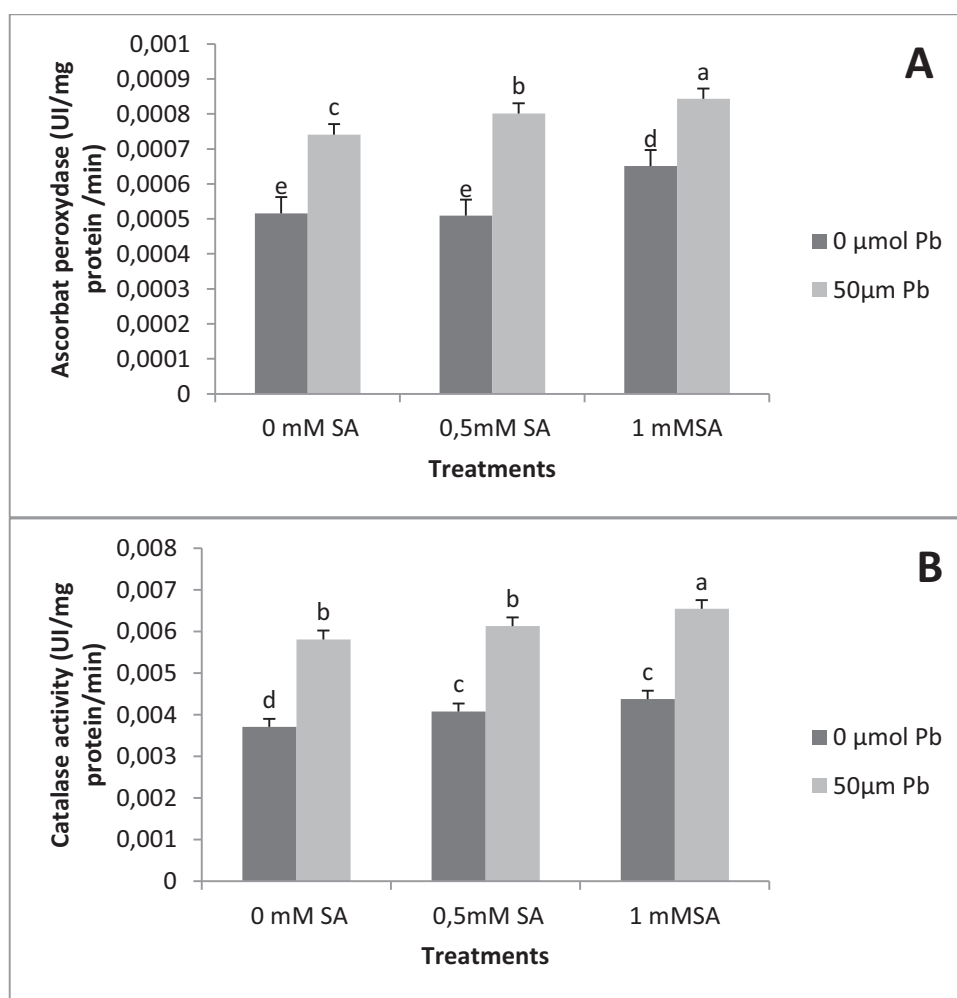 A
Ascorbat peroxydase (UI/mg
protein /min)
0,001
0,0009
0,0008
0,0007
0,0006
0,0005
0,0004
0,0003
0,0002
0,0001
0
e
c
e
b
d
a
0 mM SA
0,5mM SA
1 mMSA
Treatments
0 µmol Pb
50µm Pb
B
Catalase activity (UI/mg
protein/min)
0,008
0,007
0,006
0,005
0,004
0,003
0,002
0,001
0
d
b
c
b
c
a
0 mM SA
0,5mM SA
1 mMSA
Treatments
0 µmol Pb
50µm Pb